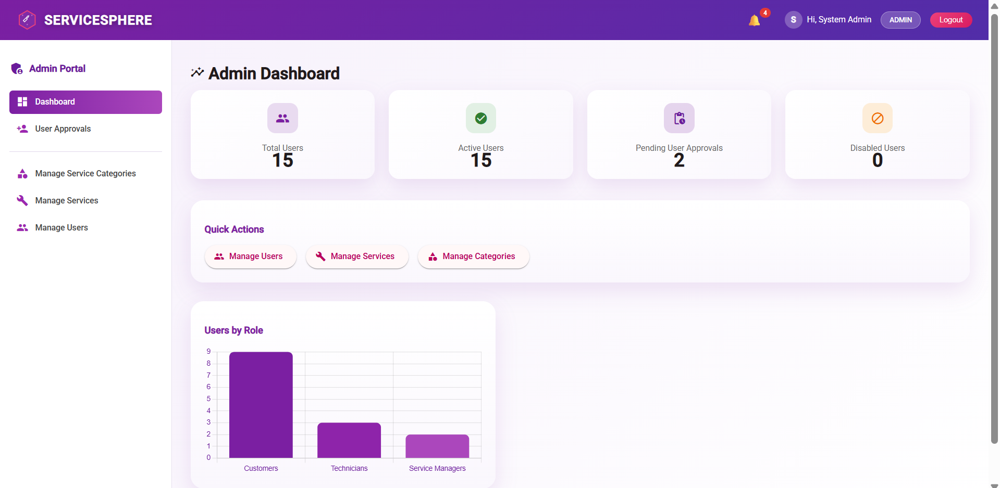 SERVICESPHERE
4
S
Hi, System Admin
ADMIN
Logout
Admin Portal
Dashboard
User Approvals
Manage Service Categories
Manage Services
Manage Users
Admin Dashboard
Total Users
15
Active Users
15
Pending User Approvals
2
Disabled Users
0
Quick Actions
Manage Users
Manage Services
Manage Categories
Users by Role
9
8
7
6
5
4
3
2
1
0
Customers
Technicians
Service Managers